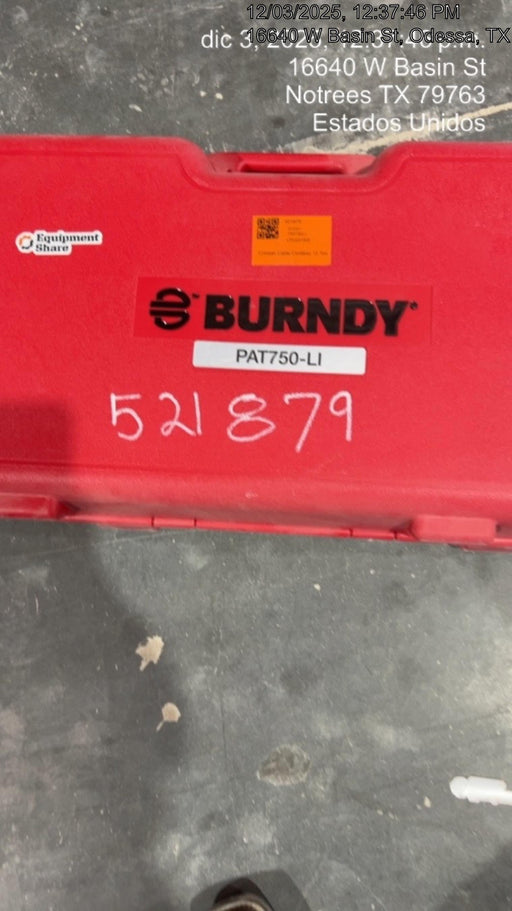 12/03/2025, 12:37:46 PM
16640 W Basin St, Odessa, TX
16640 W Basin St
Notrees TX 79763
Estados Unidos
Equipment
Share
BURNDY
PAT750-LI
521879